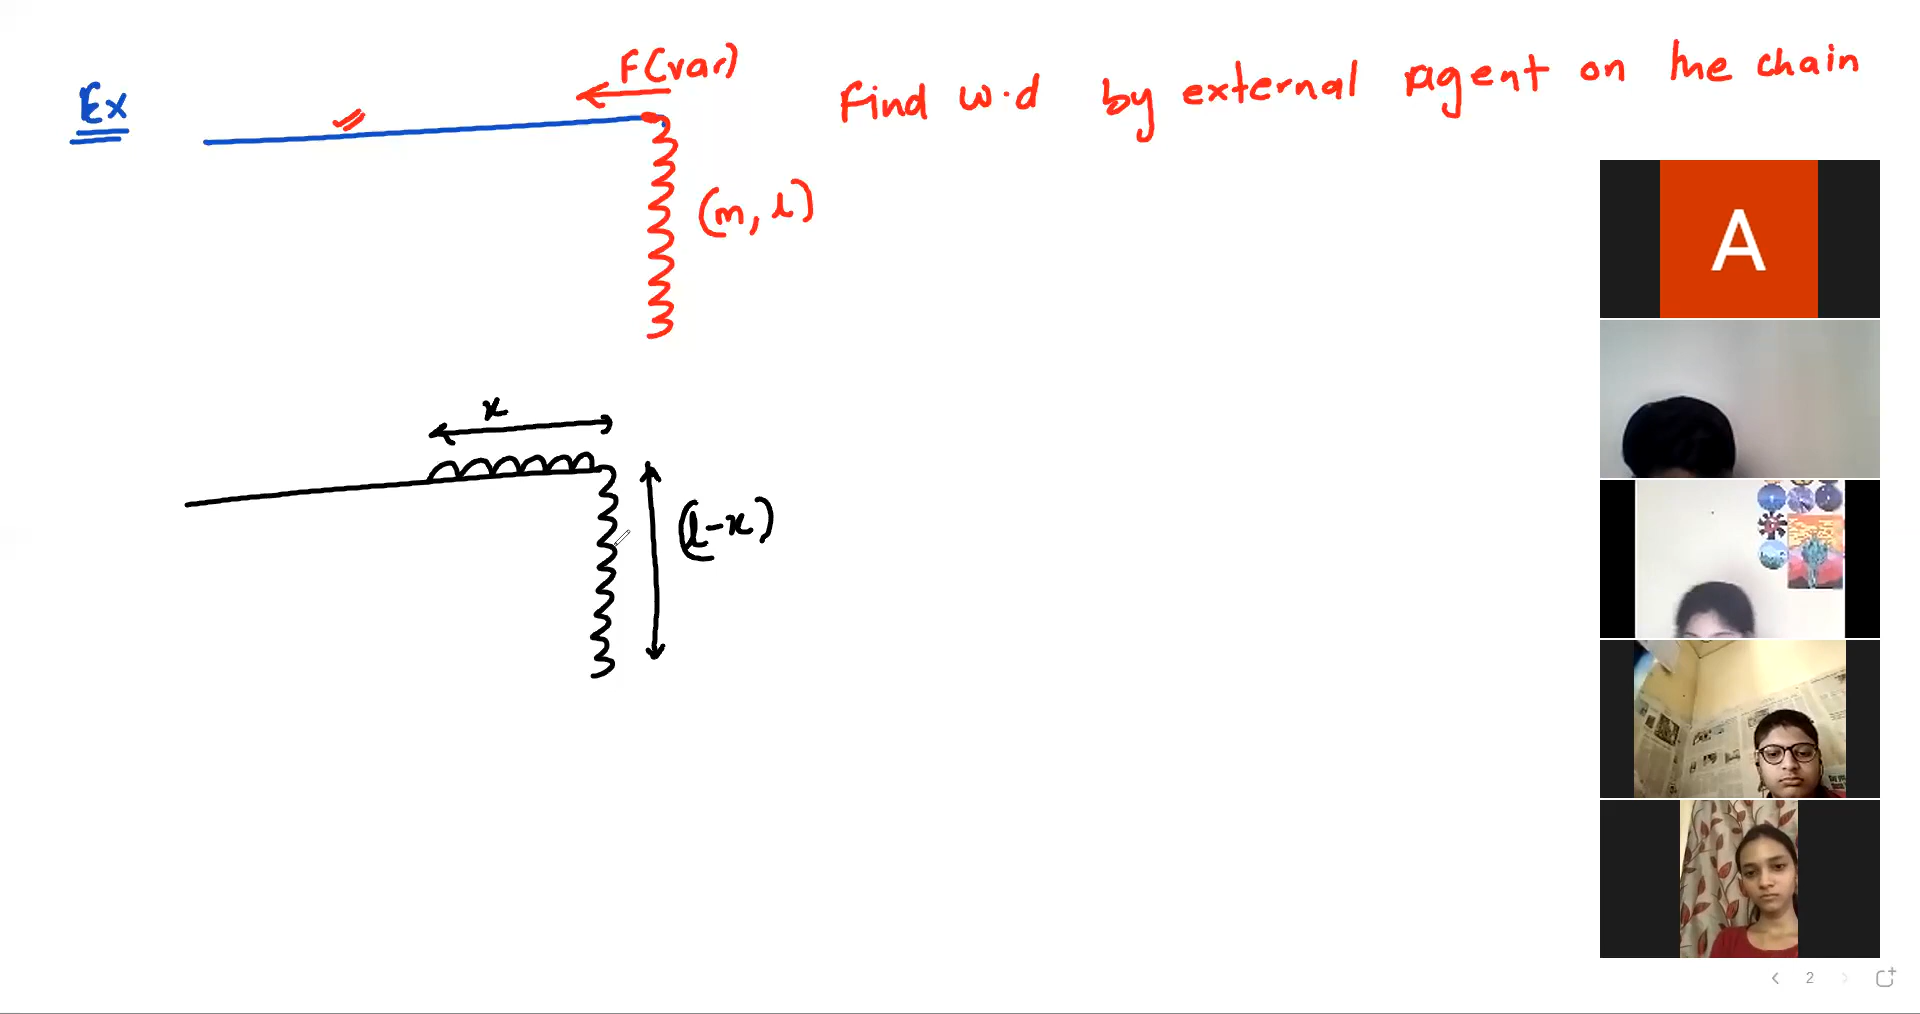 Ex
F(var)
Find w.d by external agent on the chain
(m, l)
A
x
(l-x)
2